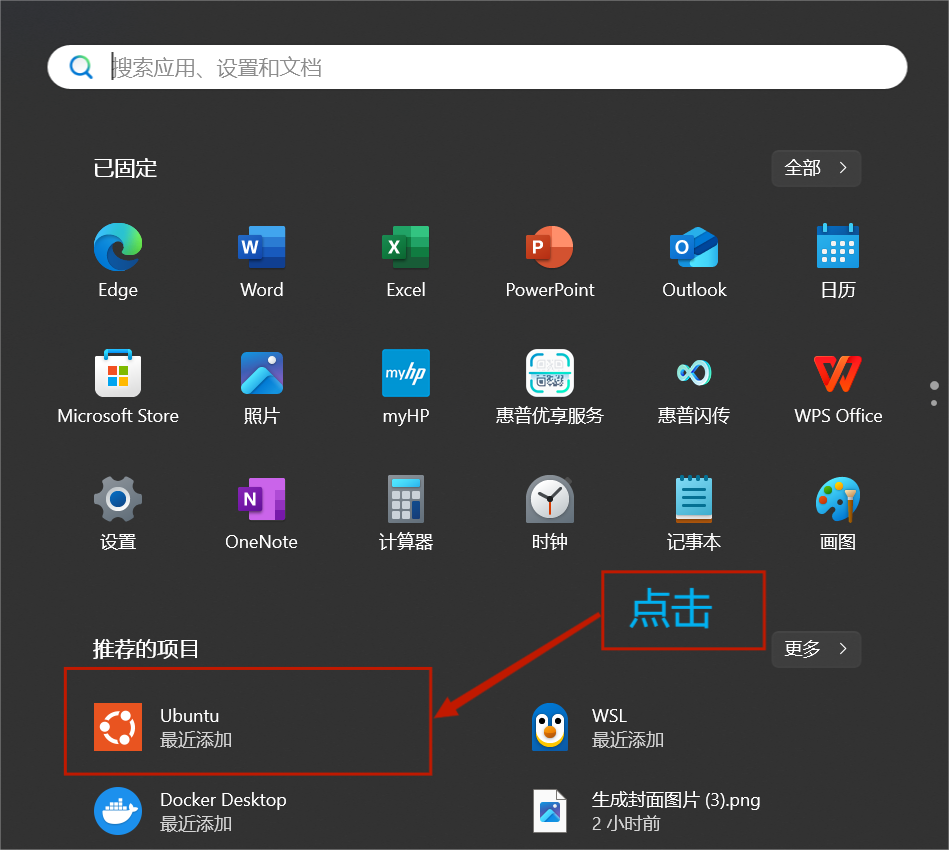 搜索应用、设置和文档
已固定
全部 >
Edge
Word
Excel
PowerPoint
Outlook
日历
Microsoft Store
照片
myHP
惠普优享服务
惠普闪传
WPS Office
设置
OneNote
计算器
时钟
记事本
画图
点击
推荐的项目
更多 >
Ubuntu
最近添加
WSL
最近添加
Docker Desktop
最近添加
生成封面图片 (3).png
2 小时前